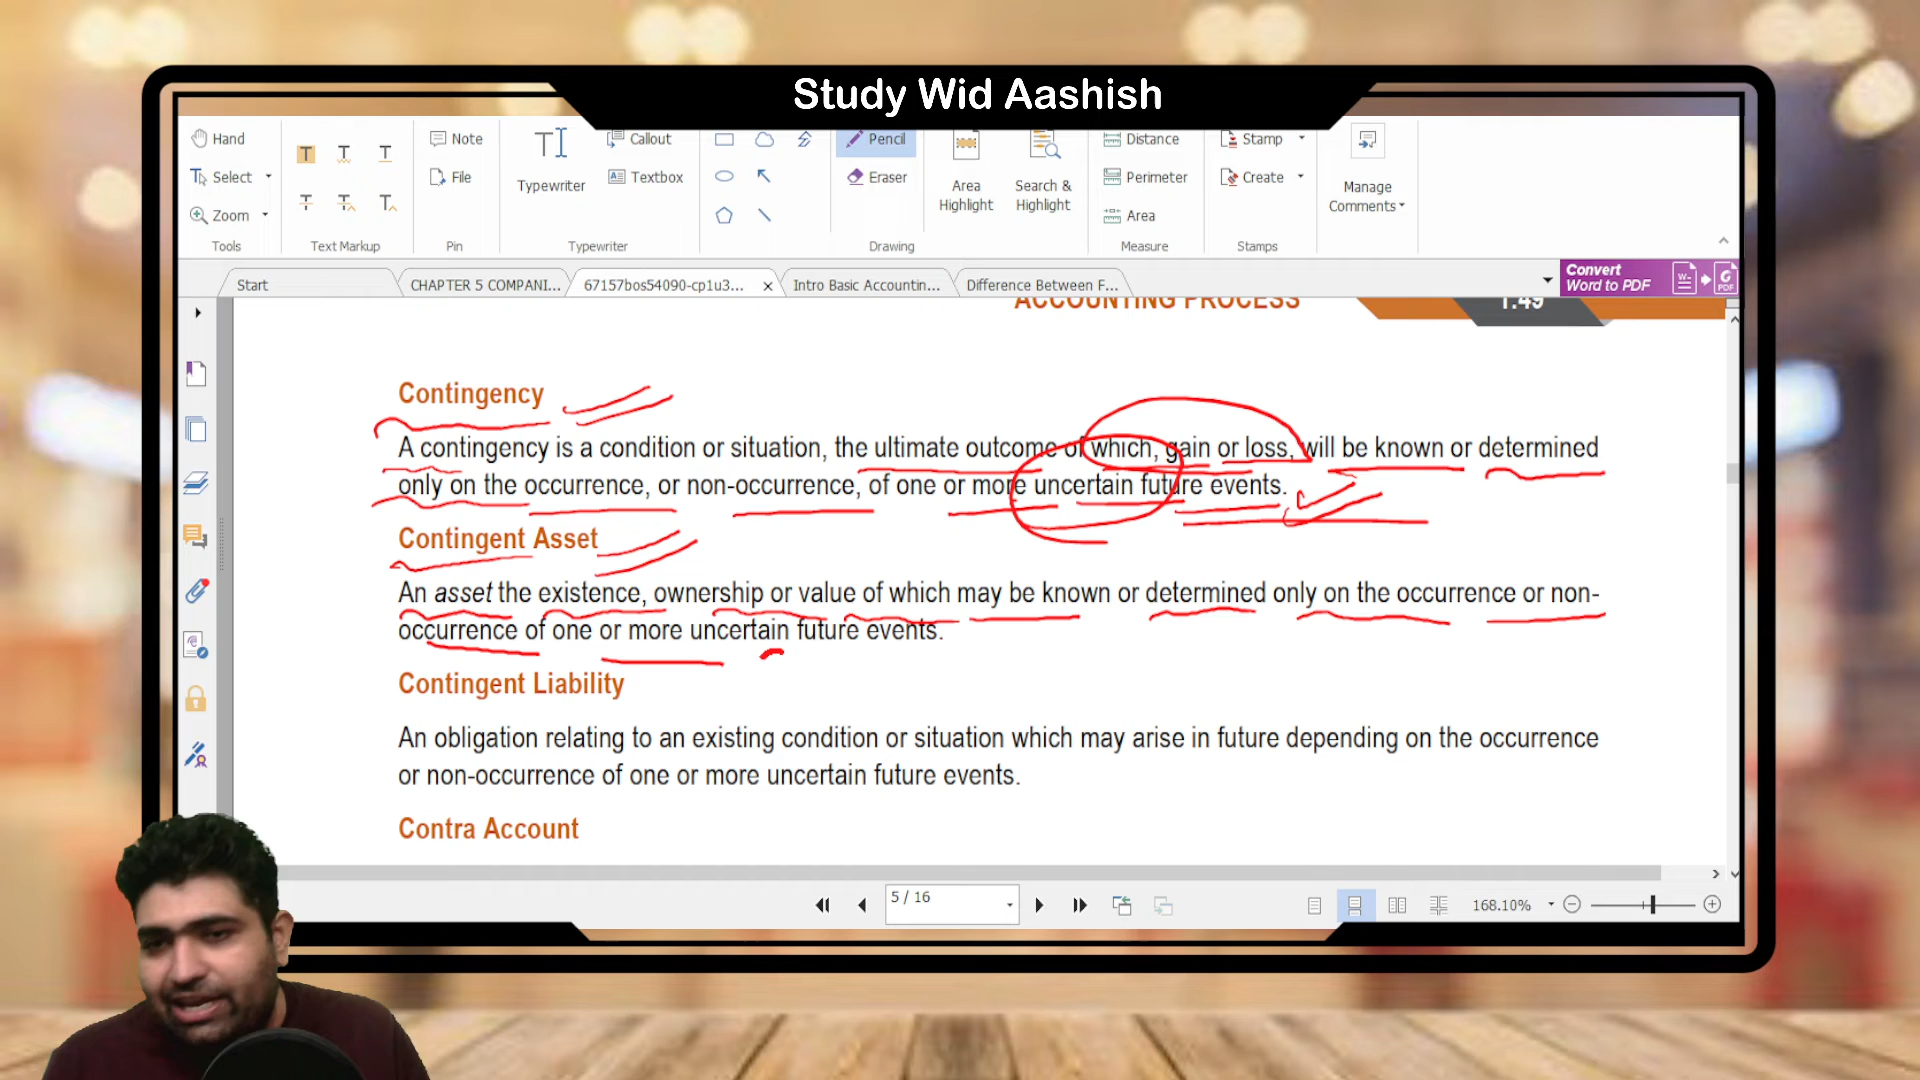 Study Wid Aashish
Hand
Select
Zoom
Tools
Text Markup
Note
File
Pin
Typewriter
Callout
Textbox
Typewriter
Drawing
Pencil
Eraser
Area
Highlight
Search &
Highlight
Distance
Perimeter
Area
Measure
Stamp
Create
Stamps
Manage
Comments
Start
CHAPTER 5 COMPANI...
67157bos54090-cp1u3...
Intro Basic Accountin...
Difference Between F...
Convert
Word to PDF
ACCOUNTING PROCESS
1.49
Contingency
A contingency is a condition or situation, the ultimate outcome of which, gain or loss, will be known or determined
only on the occurrence, or non-occurrence, of one or more uncertain future events.
Contingent Asset
An asset the existence, ownership or value of which may be known or determined only on the occurrence or non-
occurrence of one or more uncertain future events.
Contingent Liability
An obligation relating to an existing condition or situation which may arise in future depending on the occurrence
or non-occurrence of one or more uncertain future events.
Contra Account
5 / 16
168.10%